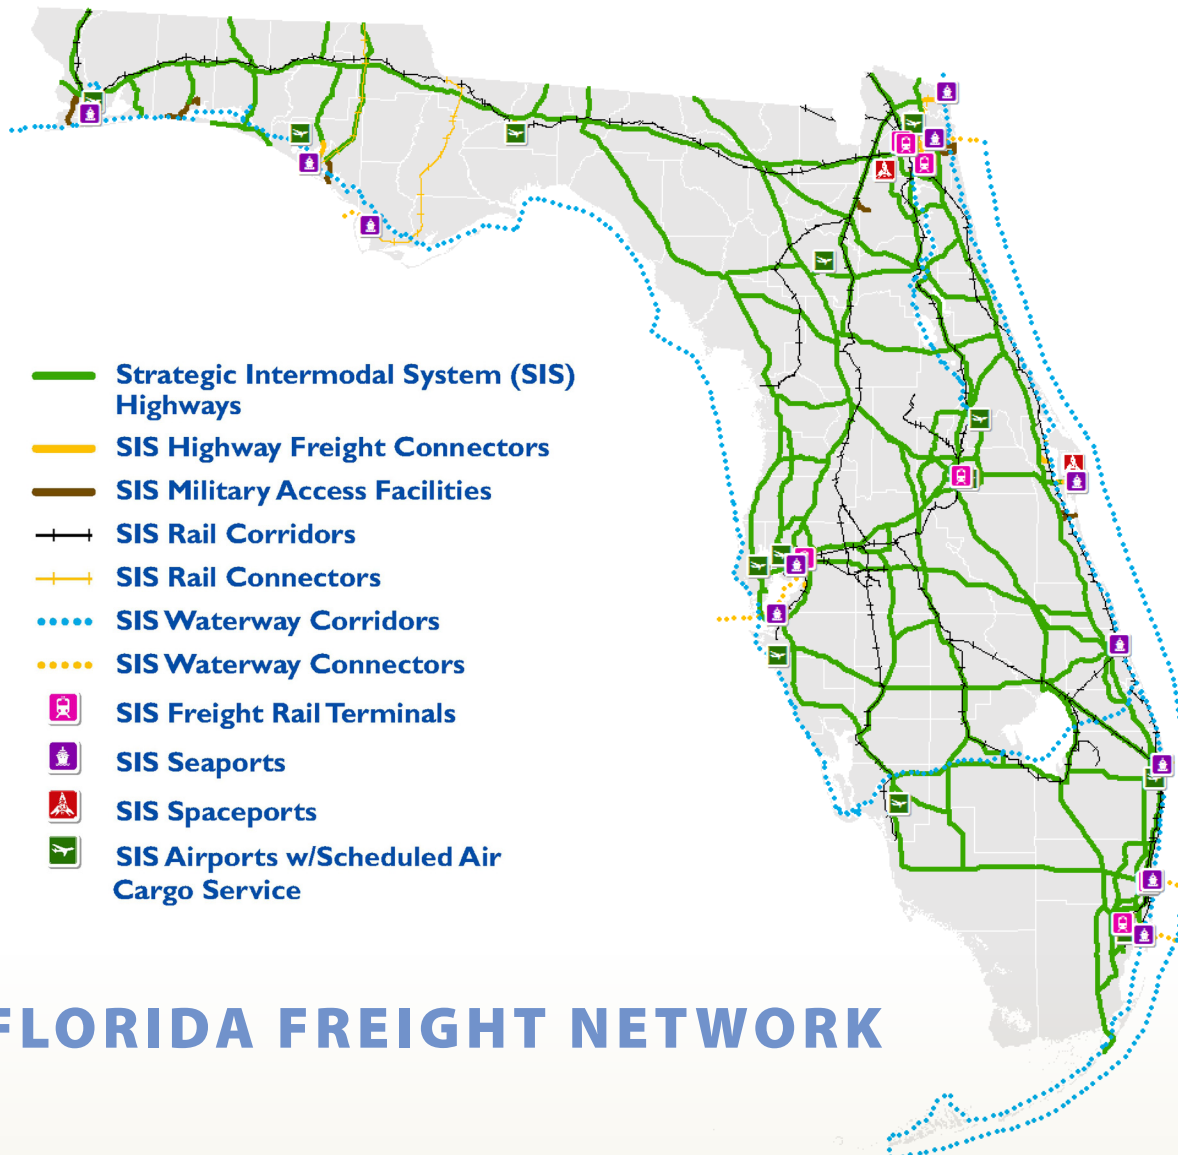 Strategic Intermodal System (SIS)
Highways
SIS Highway Freight Connectors
SIS Military Access Facilities
SIS Rail Corridors
SIS Rail Connectors
SIS Waterway Corridors
SIS Waterway Connectors
SIS Freight Rail Terminals
SIS Seaports
SIS Spaceports
SIS Airports w/Scheduled Air
Cargo Service
FLORIDA FREIGHT NETWORK